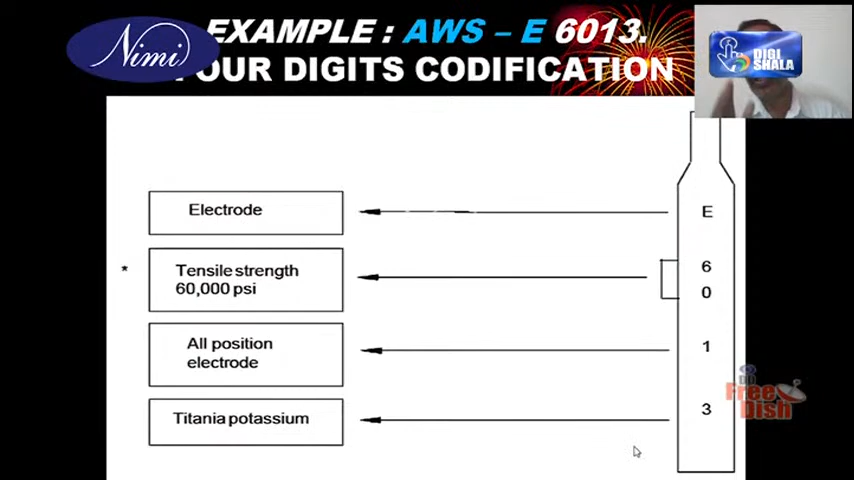 EXAMPLE : AWS – E 6013.
Nimi
OUR DIGITS CODIFICATION
DIGI
SHALA
Electrode
E
*
Tensile strength
60,000 psi
6
0
All position
electrode
1
Titania potassium
3
DD
Free
Dish